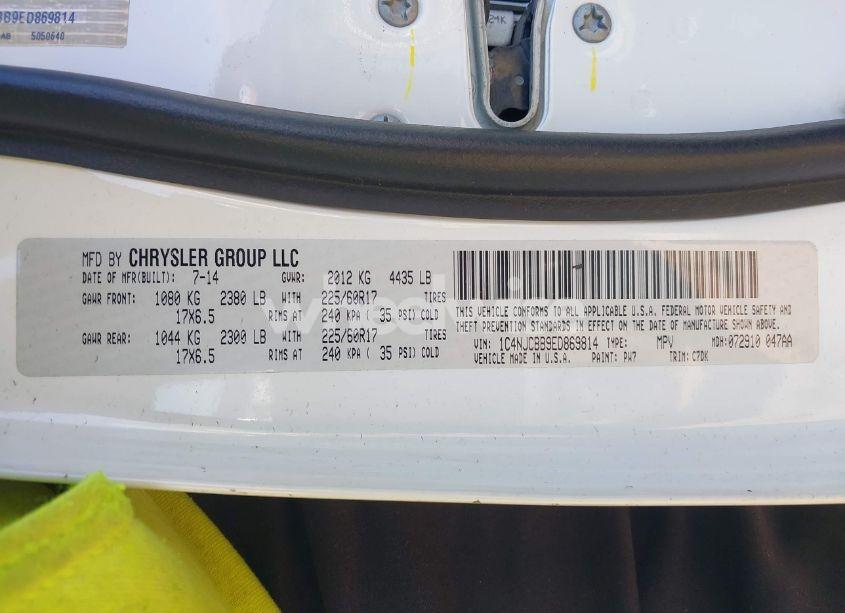 BB9ED869814
AB 5050640
24K
MFD BY CHRYSLER GROUP LLC
DATE OF MFR(BUILT): 7-14 GVWR: 2012 KG 4435 LB
GAWR FRONT: 1080 KG 2380 LB WITH 225/60R17 TIRES
17X6.5 RIMS AT 240 KPA ( 35 PSI) COLD
GAWR REAR: 1044 KG 2300 LB WITH 225/60R17 TIRES
17X6.5 RIMS AT 240 KPA ( 35 PSI) COLD
THIS VEHICLE CONFORMS TO ALL APPLICABLE U.S.A. FEDERAL MOTOR VEHICLE SAFETY AND
THEFT PREVENTION STANDARDS IN EFFECT ON THE DATE OF MANUFACTURE SHOWN ABOVE.
VIN: 1C4NJCBB9ED869814 TYPE: MPV MDH:072910 047AA
VEHICLE MADE IN U.S.A. PAINT: PW7 TRIM: C7DK